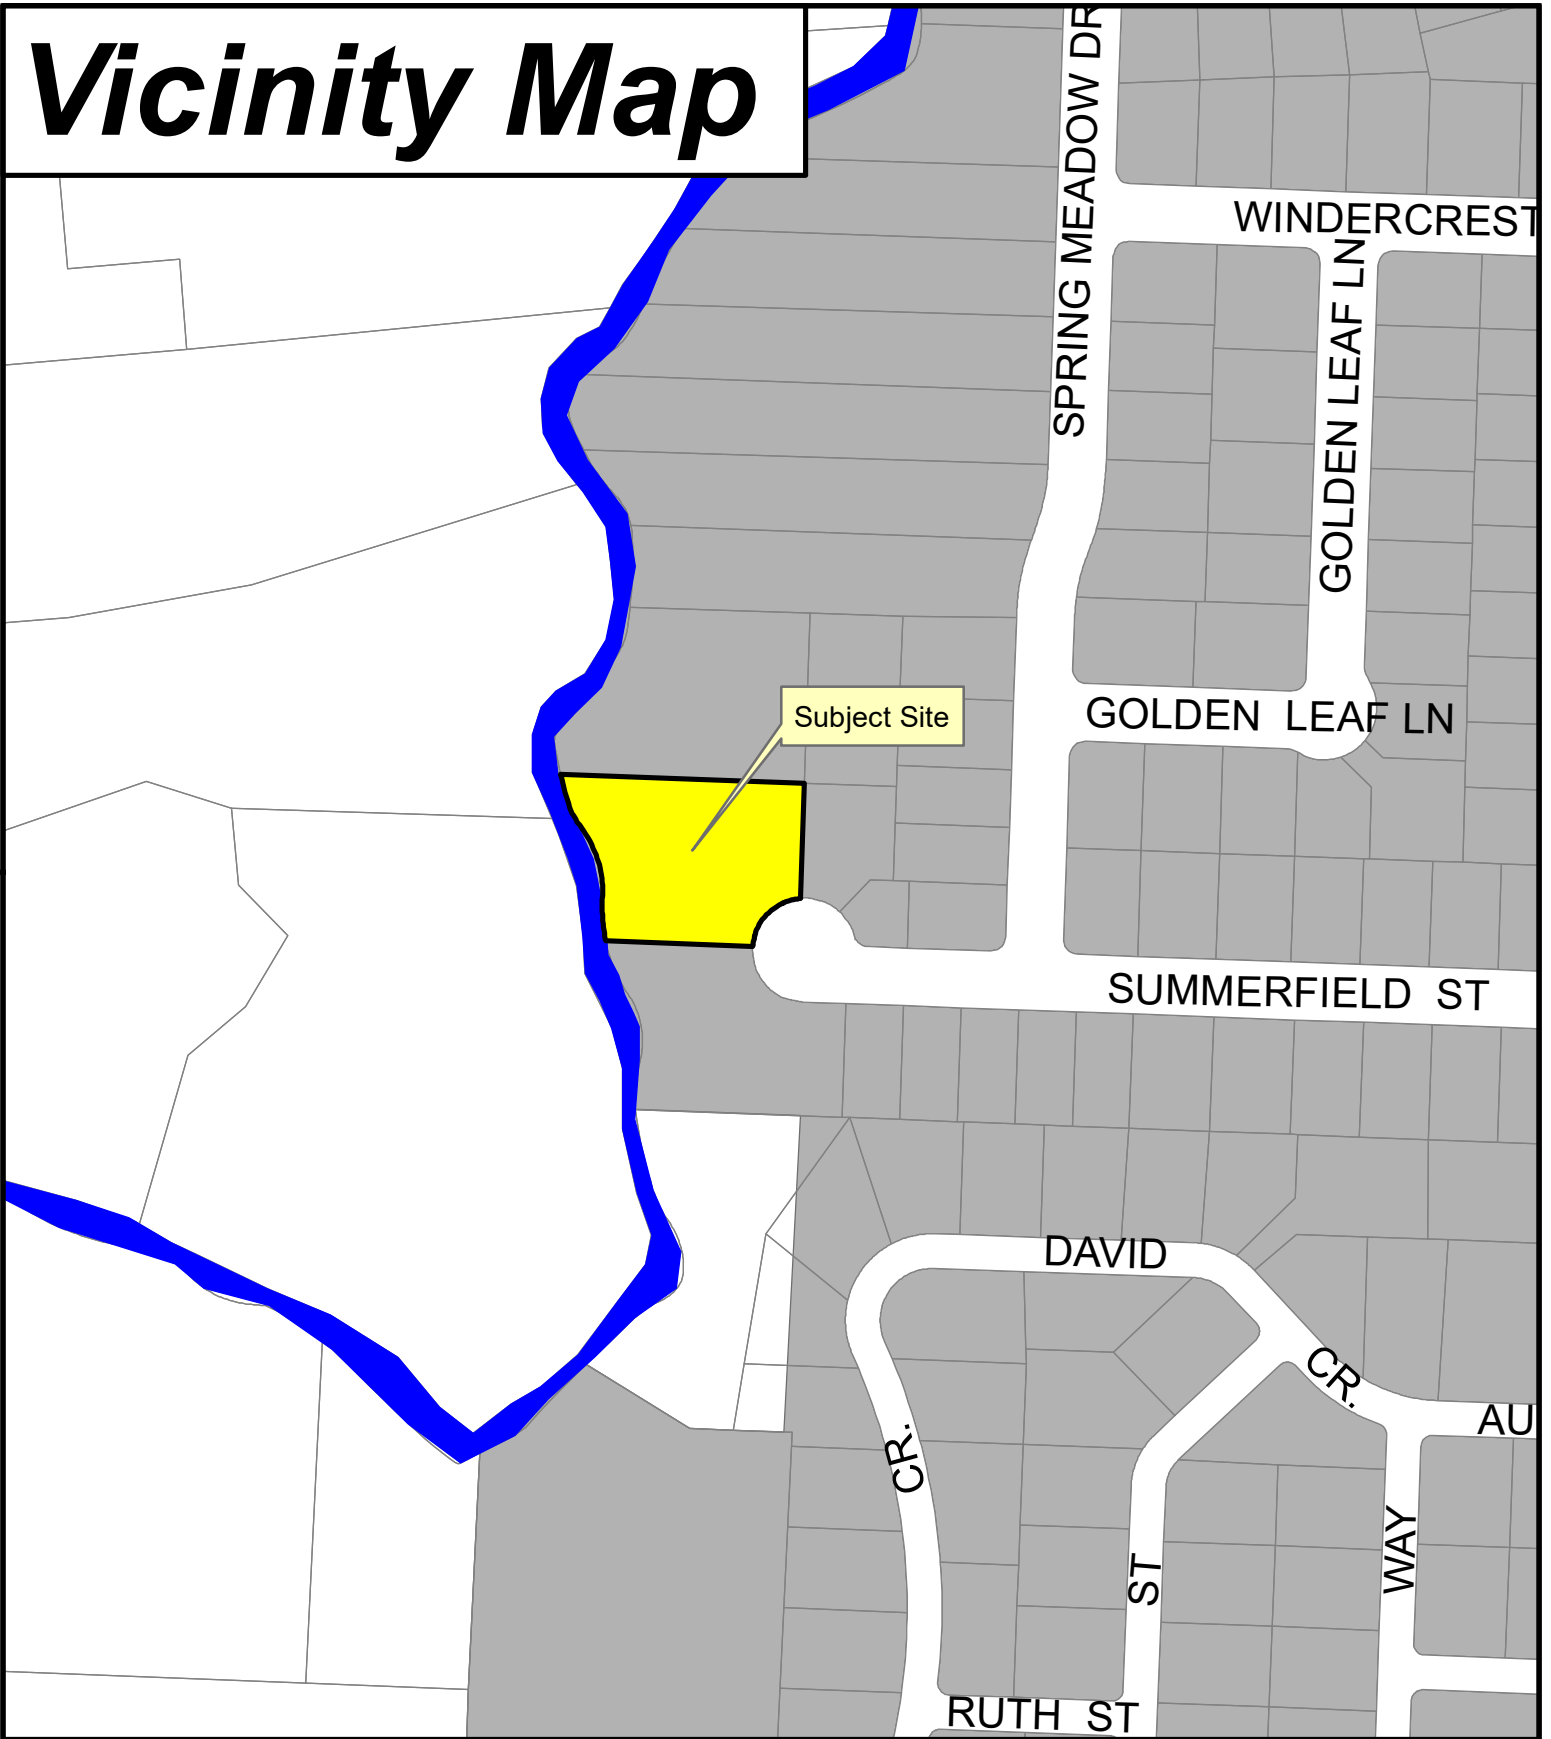 Vicinity Map
SPRING MEADOW DR
WINDERCREST
GOLDEN LEAF LN
Subject Site
GOLDEN LEAF LN
SUMMERFIELD ST
DAVID
CR.
CR.
AU
WAY
ST
RUTH ST